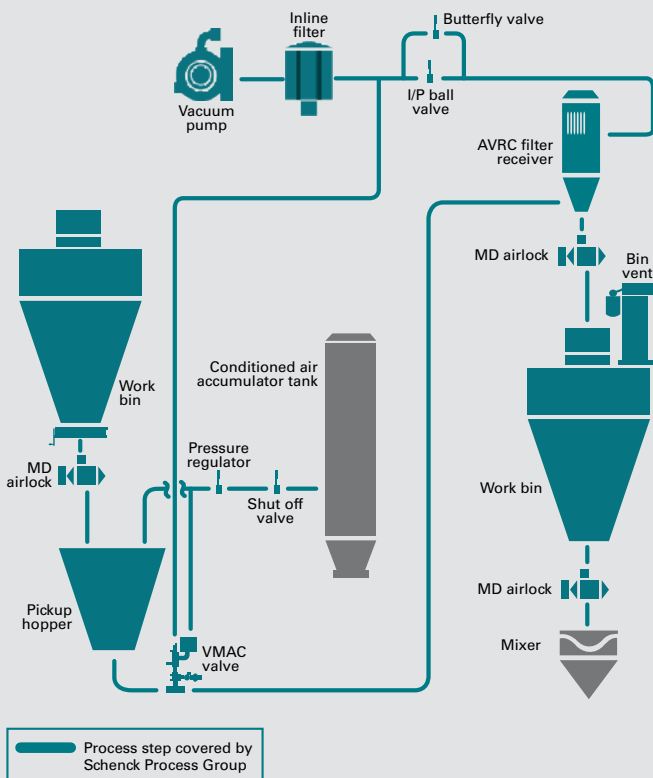 Butterfly valve
Inline
filter
I/P ball
valve
Vacuum
pump
AVRC filter
receiver
MD airlock
Bin
vent
Conditioned air
accumulator tank
Work
bin
Pressure
regulator
MD
airlock
Shut off
valve
Work bin
MD airlock
Pickup
hopper
VMAC
valve
Mixer
Process step covered by
Schenck Process Group